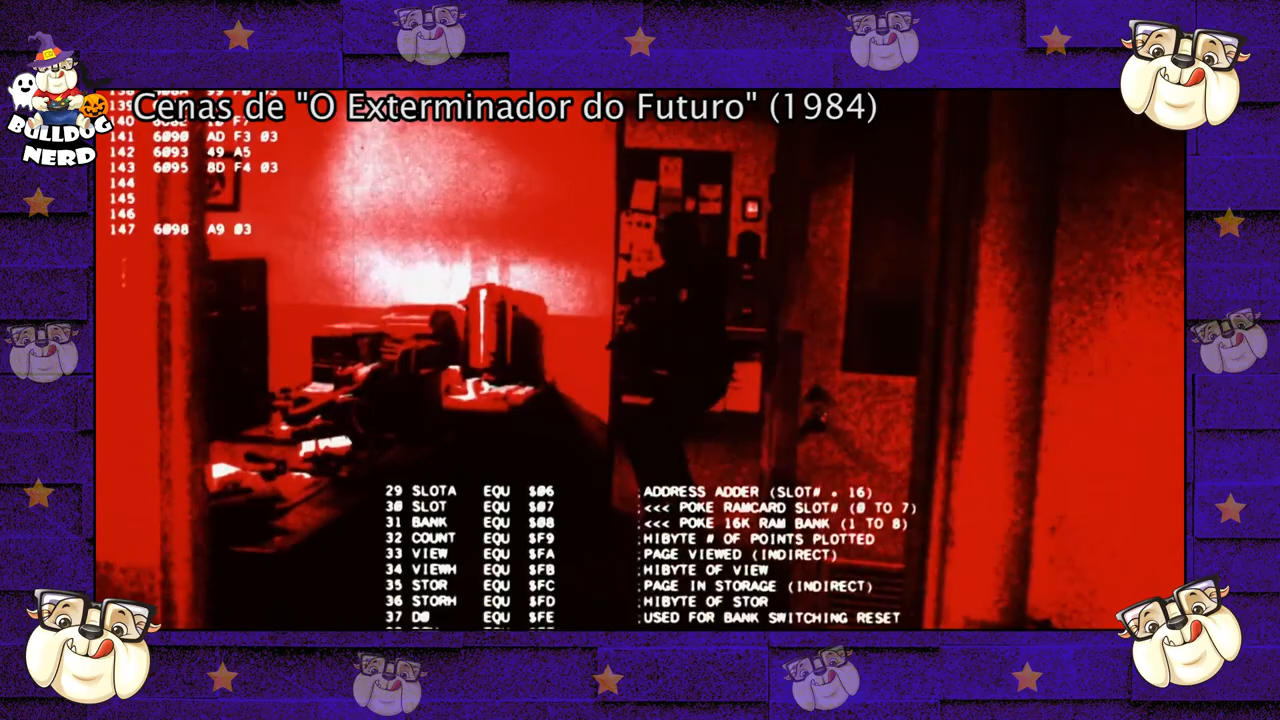 Cenas de "O Exterminador do Futuro" (1984)
BULLDOG
NERD
139
140
141 6090 AD F3 03
142 6093 49 A5
143 6095 8D F4 03
144
145
146
147 6098 A9 03
29 SLOTA EQU $06 ;ADDRESS ADDER (SLOT# * 16)
30 SLOT EQU $07 ;<<< POKE RAMCARD SLOT# (0 TO 7)
31 BANK EQU $08 ;<<< POKE 16K RAM BANK (1 TO 8)
32 COUNT EQU $F9 ;HIBYTE # OF POINTS PLOTTED
33 VIEW EQU $FA ;PAGE VIEWED (INDIRECT)
34 VIEWH EQU $FB ;HIBYTE OF VIEW
35 STOR EQU $FC ;PAGE IN STORAGE (INDIRECT)
36 STORH EQU $FD ;HIBYTE OF STOR
37 D0 EQU $FE ;USED FOR BANK SWITCHING RESET